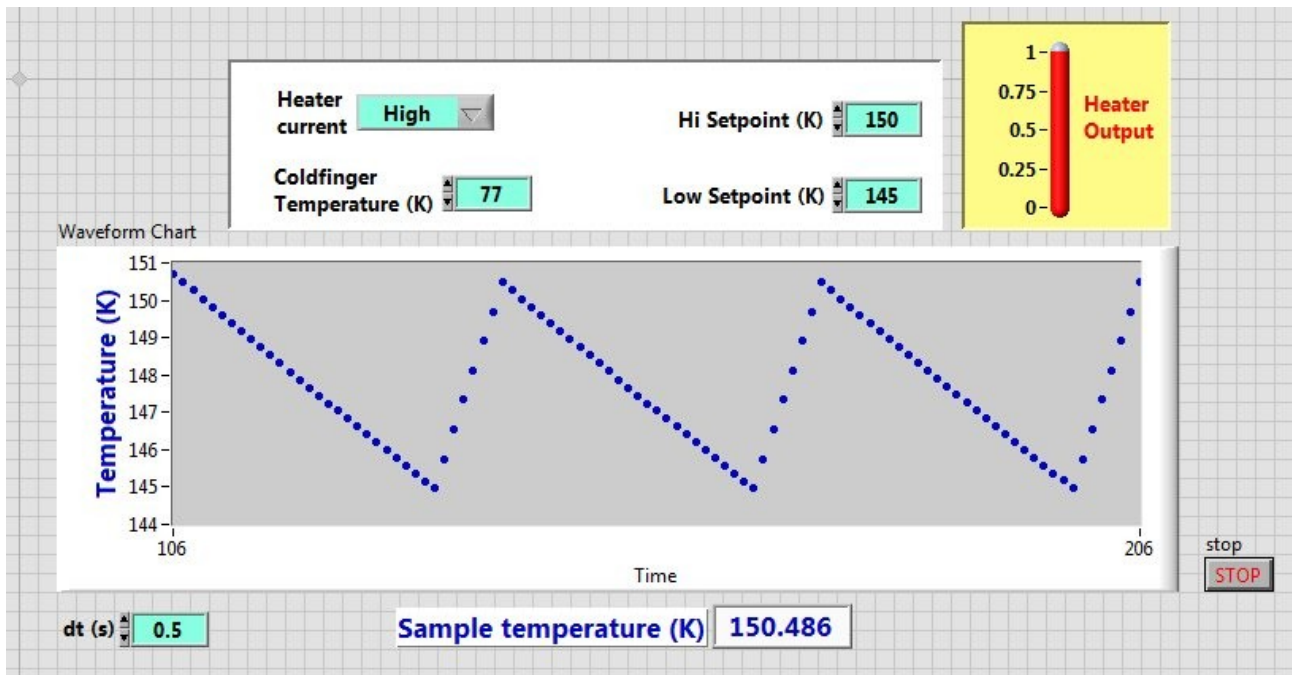 Heater
current
High
Hi Setpoint (K)
150
Coldfinger
Temperature (K)
77
Low Setpoint (K)
145
1
0.75
0.5
0.25
0
Heater
Output
Waveform Chart
Temperature (K)
151
150
149
148
147
146
145
144
106
206
Time
stop
STOP
dt (s)
0.5
Sample temperature (K)
150.486